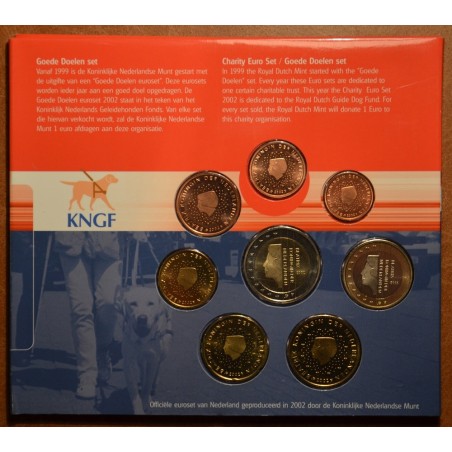 Goede Doelen set
Vanaf 1999 is de Koninklijke Nederlandse Munt gestart met
de uitgifte van een "Goede Doelen euroset". Deze eurosets
worden ieder jaar aan een goed doel opgedragen. De
Goede Doelen euroset 2002 staat in het teken van het
Koninklijk Nederlands Geleidehonden Fonds. Van elke set
die hiervan verkocht wordt, zal de Koninklijke Nederlandse
Munt 1 euro afdragen aan deze organisatie.
Charity Euro Set / Goede Doelen set
In 1999 the Royal Dutch Mint started with the "Goede
Doelen" set. Every year these Euro sets are dedicated to
one certain charitable trust. This year the Charity Euro Set
2002 is dedicated to the Royal Dutch Guide Dog Fund. For
every set sold, the Royal Dutch Mint will donate 1 Euro to
this charity organisation.
KNGF
Officiële euroset van Nederland geproduceerd in 2002 door de Koninklijke Nederlandse Munt